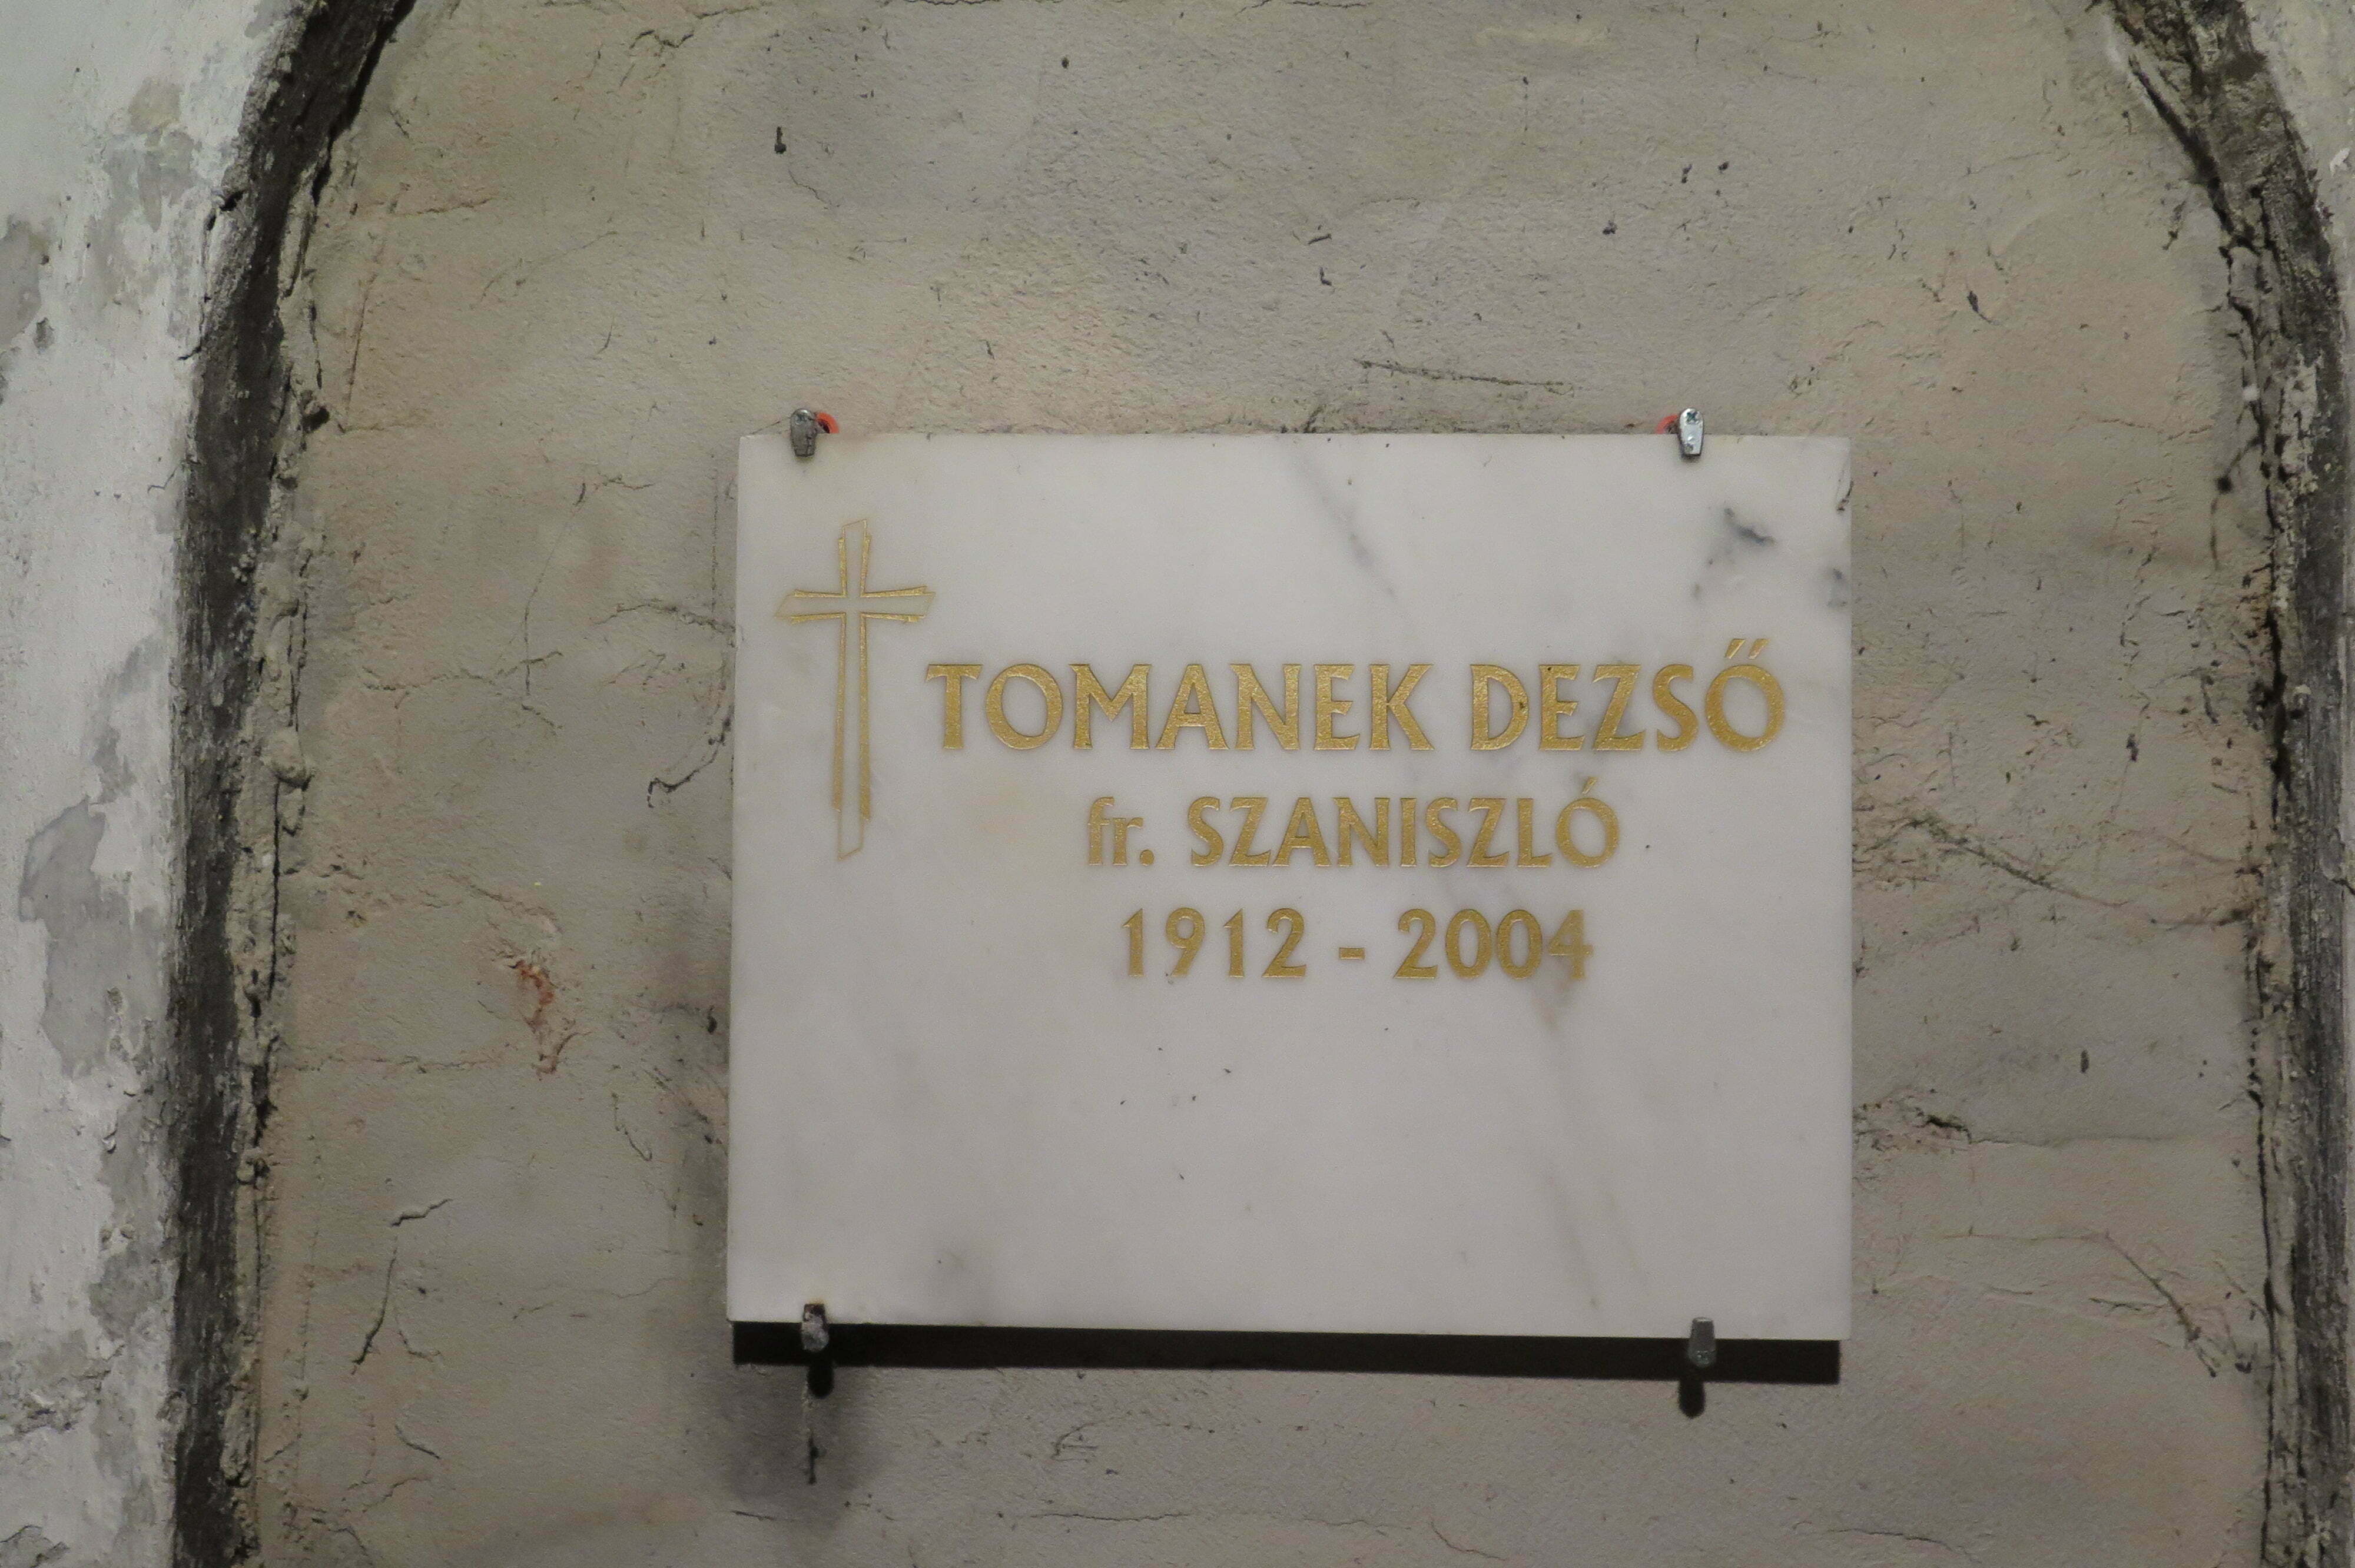 TOMANEK DEZSŐ
fr. SZANISZLÓ
1912 - 2004